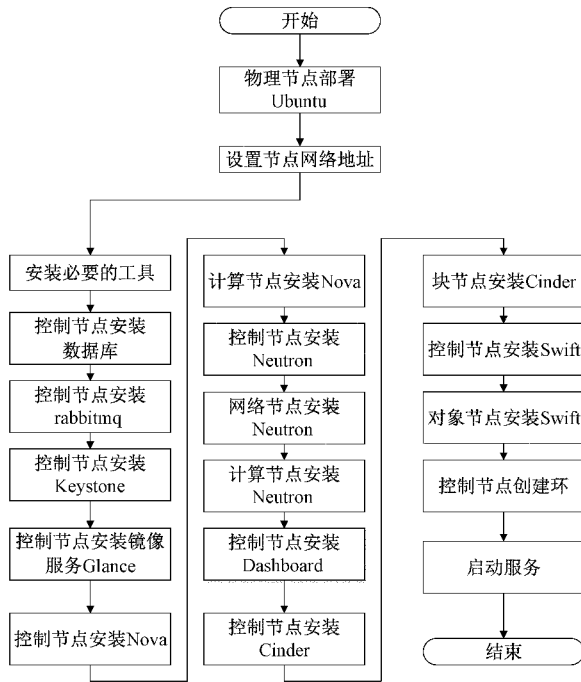 开始
物理节点部署
Ubuntu
设置节点网络地址
安装必要的工具
控制节点安装
数据库
控制节点安装
rabbitmq
控制节点安装
Keystone
控制节点安装镜像
服务Glance
控制节点安装Nova
计算节点安装Nova
控制节点安装
Neutron
网络节点安装
Neutron
计算节点安装
Neutron
控制节点安装
Dashboard
控制节点安装
Cinder
块节点安装Cinder
控制节点安装Swift
对象节点安装Swift
控制节点创建环
启动服务
结束